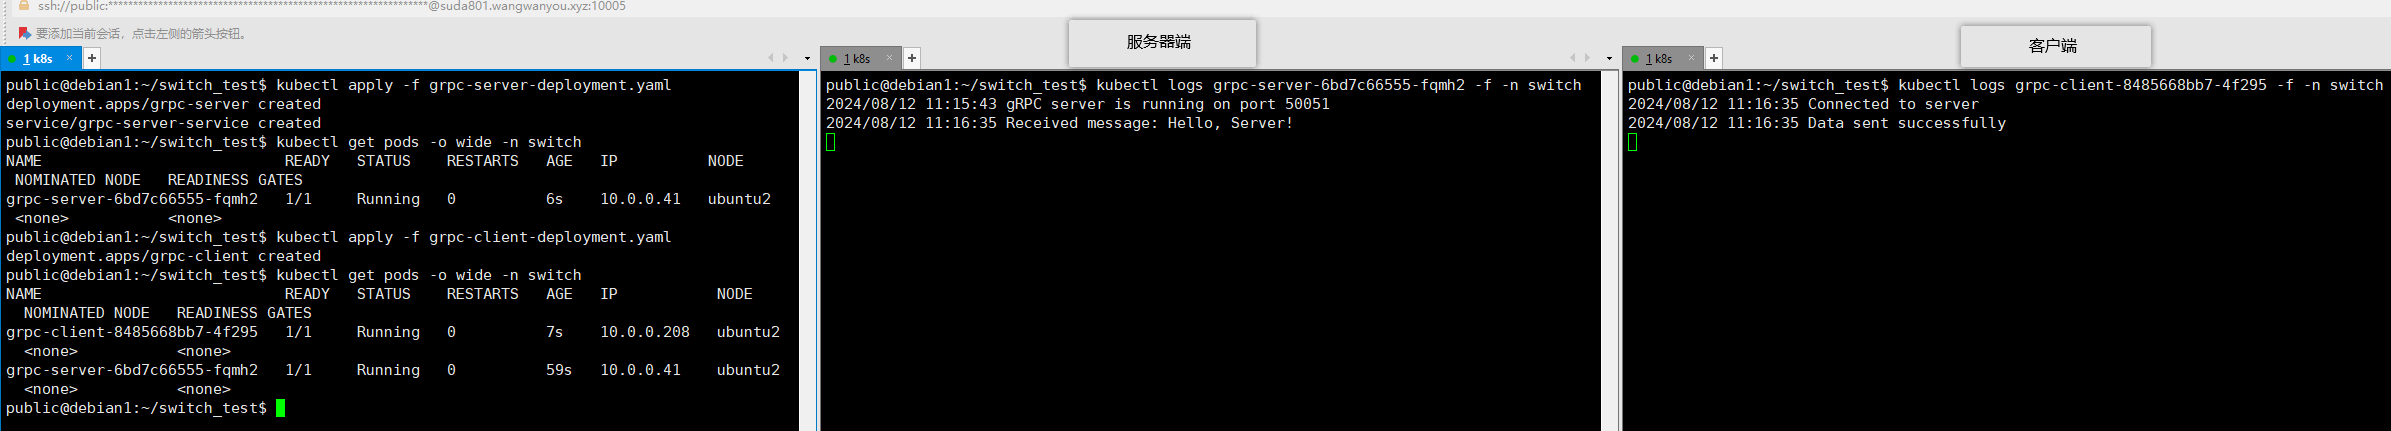 ssh://public:****************************************************************@suda801.wangwanyou.xyz:10005
要添加当前会话，点击左侧的箭头按钮。
1 k8s × +
public@debian1:~/switch_test$ kubectl apply -f grpc-server-deployment.yaml
deployment.apps/grpc-server created
service/grpc-server-service created
public@debian1:~/switch_test$ kubectl get pods -o wide -n switch
NAME                           READY   STATUS    RESTARTS   AGE   IP          NODE
 NOMINATED NODE   READINESS GATES
grpc-server-6bd7c66555-fqmh2   1/1     Running   0          6s    10.0.0.41   ubuntu2
 <none>           <none>
public@debian1:~/switch_test$ kubectl apply -f grpc-client-deployment.yaml
deployment.apps/grpc-client created
public@debian1:~/switch_test$ kubectl get pods -o wide -n switch
NAME                           READY   STATUS    RESTARTS   AGE   IP           NODE
  NOMINATED NODE   READINESS GATES
grpc-client-8485668bb7-4f295   1/1     Running   0          7s    10.0.0.208   ubuntu2
  <none>           <none>
grpc-server-6bd7c66555-fqmh2   1/1     Running   0          59s   10.0.0.41    ubuntu2
  <none>           <none>
public@debian1:~/switch_test$
服务器端
1 k8s × +
public@debian1:~/switch_test$ kubectl logs grpc-server-6bd7c66555-fqmh2 -f -n switch
2024/08/12 11:15:43 gRPC server is running on port 50051
2024/08/12 11:16:35 Received message: Hello, Server!
客户端
1 k8s × +
public@debian1:~/switch_test$ kubectl logs grpc-client-8485668bb7-4f295 -f -n switch
2024/08/12 11:16:35 Connected to server
2024/08/12 11:16:35 Data sent successfully